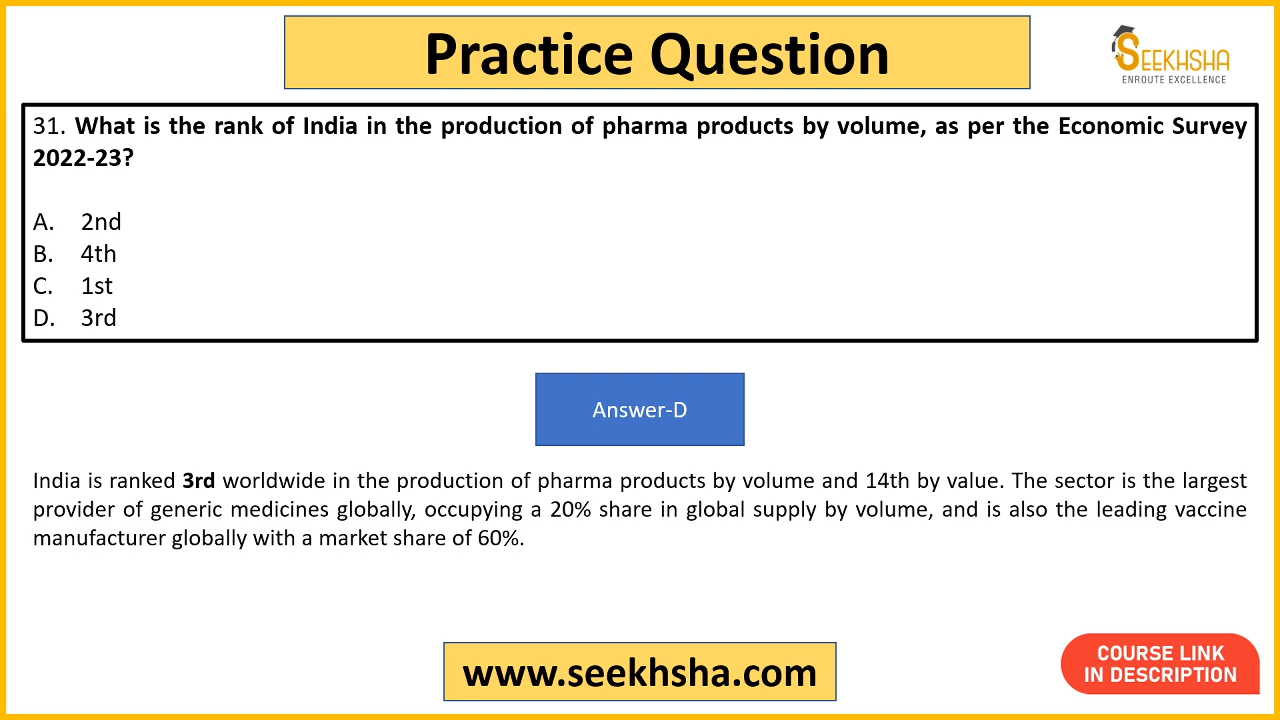 Practice Question
SEEKHSHA
ENROUTE EXCELLENCE
31. What is the rank of India in the production of pharma products by volume, as per the Economic Survey
2022-23?
A. 2nd
B. 4th
C. 1st
D. 3rd
Answer-D
India is ranked 3rd worldwide in the production of pharma products by volume and 14th by value. The sector is the largest
provider of generic medicines globally, occupying a 20% share in global supply by volume, and is also the leading vaccine
manufacturer globally with a market share of 60%.
www.seekhsha.com
COURSE LINK
IN DESCRIPTION